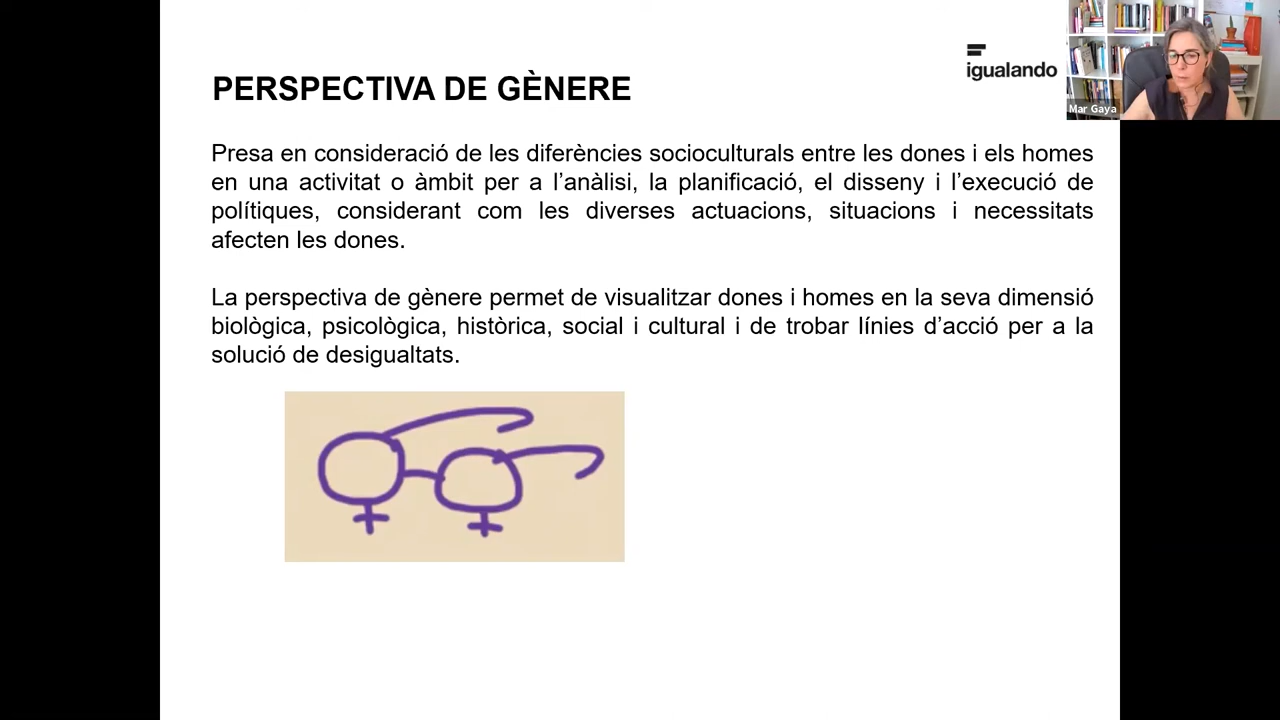 igualando
Mar Gaya
PERSPECTIVA DE GÈNERE
Presa en consideració de les diferències socioculturals entre les dones i els homes
en una activitat o àmbit per a l’anàlisi, la planificació, el disseny i l’execució de
polítiques, considerant com les diverses actuacions, situacions i necessitats
afecten les dones.
La perspectiva de gènere permet de visualitzar dones i homes en la seva dimensió
biològica, psicològica, històrica, social i cultural i de trobar línies d’acció per a la
solució de desigualtats.